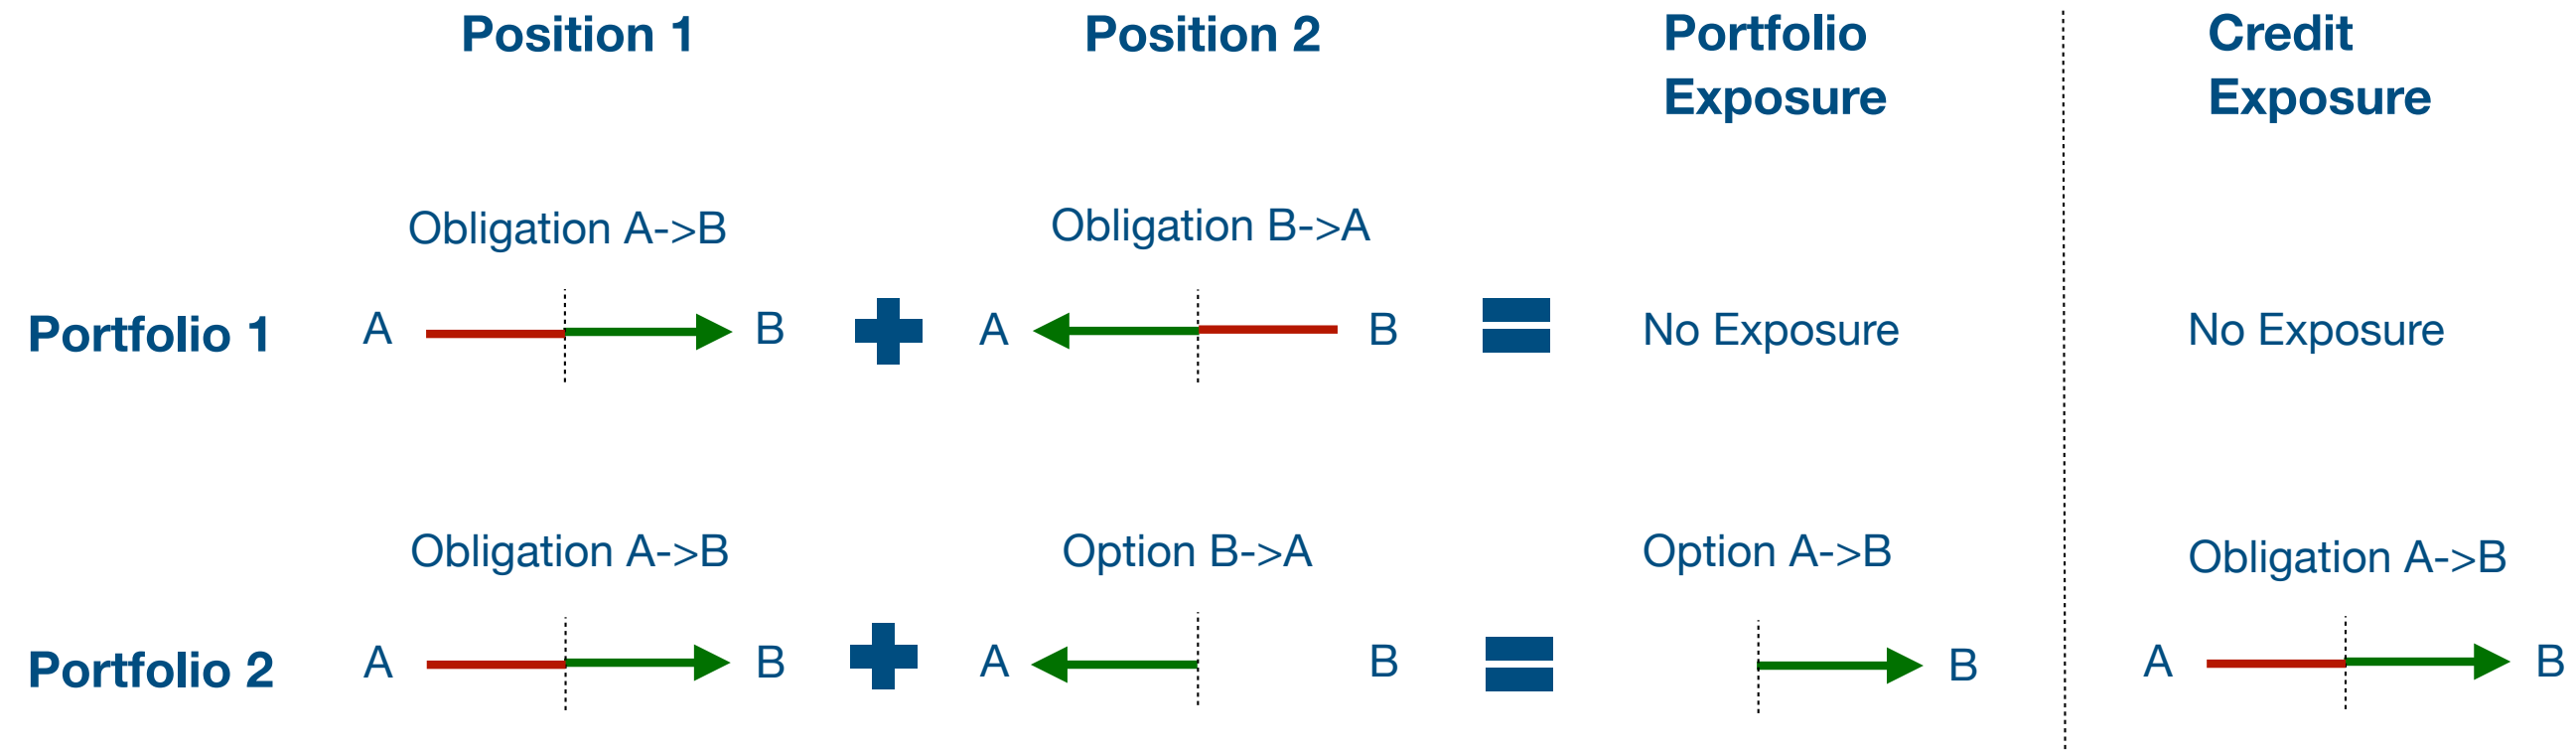 Position 1
Position 2
Portfolio
Exposure
Credit
Exposure
Obligation A->B
Obligation B->A
Portfolio 1
A
B
A
B
No Exposure
No Exposure
Obligation A->B
Option B->A
Option A->B
Obligation A->B
Portfolio 2
A
B
A
B
B
A
B